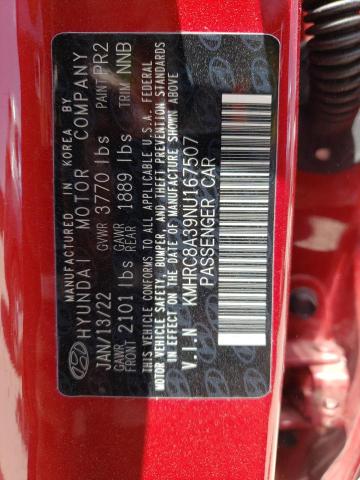 MANUFACTURED IN KOREA BY
HYUNDAI MOTOR COMPANY
JAN/13/22 GVWR 3770 lbs PAINT PR2
GAWR FRONT 2101 lbs GAWR REAR 1889 lbs TRIM NNB
THIS VEHICLE CONFORMS TO ALL APPLICABLE U.S.A. FEDERAL
MOTOR VEHICLE SAFETY, BUMPER, AND THEFT PREVENTION STANDARDS
IN EFFECT ON THE DATE OF MANUFACTURE SHOWN ABOVE
V.I.N KMHRC8A39NU167507
PASSENGER CAR